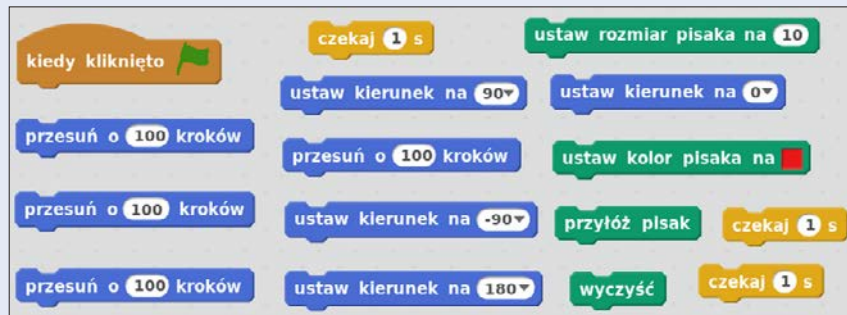 kiedy kliknięto
czekaj 1 s
ustaw rozmiar pisaka na 10
ustaw kierunek na 90
ustaw kierunek na 0
przesuń o 100 kroków
przesuń o 100 kroków
ustaw kolor pisaka na
przesuń o 100 kroków
ustaw kierunek na -90
przyłóż pisak
czekaj 1 s
przesuń o 100 kroków
ustaw kierunek na 180
wyczyść
czekaj 1 s